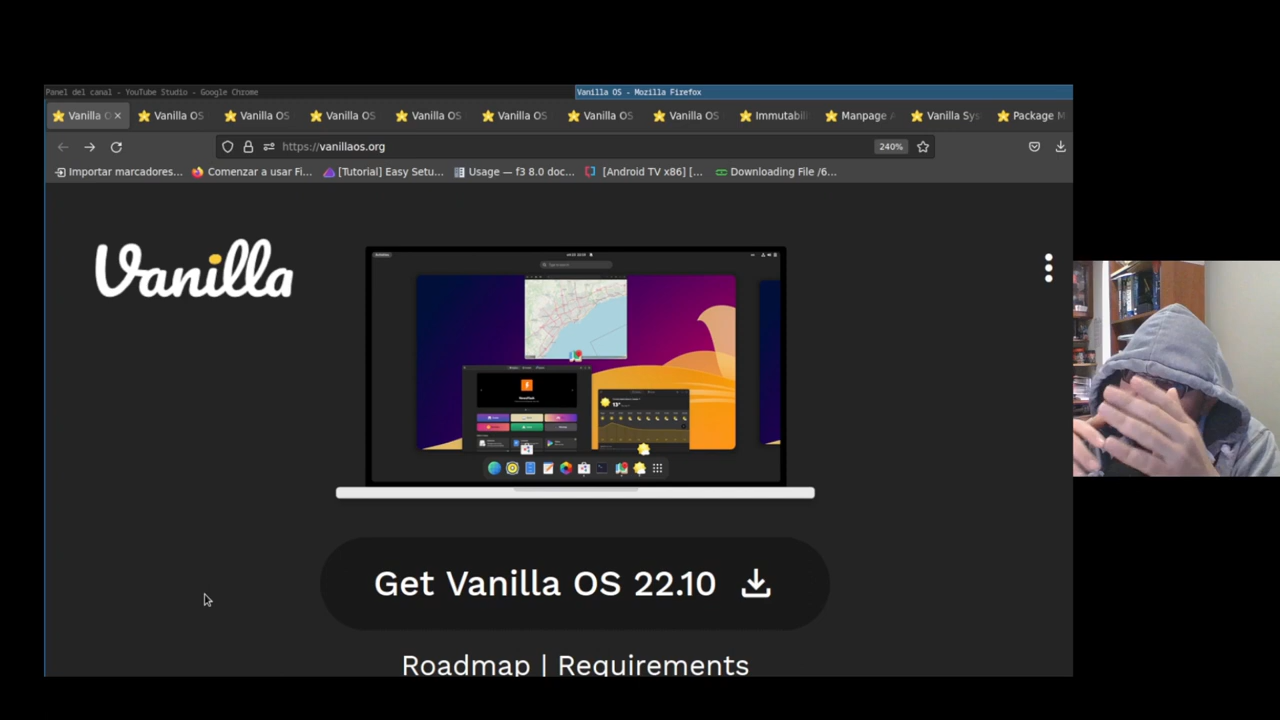 Panel del canal - YouTube Studio - Google Chrome
Vanilla OS - Mozilla Firefox
Vanilla O
Vanilla OS
Vanilla OS
Vanilla OS
Vanilla OS
Vanilla OS
Vanilla OS
Vanilla OS
Immutabil
Manpage
Vanilla Sys
Package M
https://vanillaos.org
240%
Importar marcadores...
Comenzar a usar Fi...
[Tutorial] Easy Setu...
Usage — f3 8.0 doc...
[Android TV x86] [...
Downloading File /6...
Vanilla
Get Vanilla OS 22.10
Roadmap | Requirements